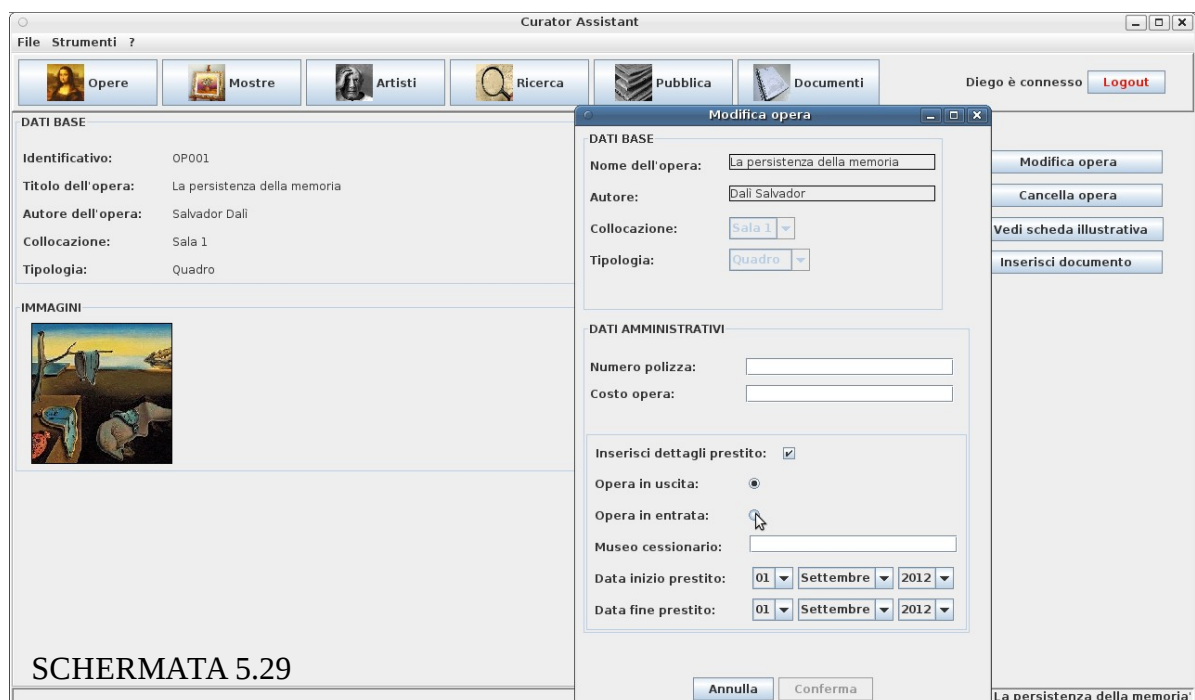 Curator Assistant
File Strumenti ?
Opere Mostre Artisti Ricerca Pubblica Documenti Diego è connesso Logout
DATI BASE
Identificativo: OP001
Titolo dell'opera: La persistenza della memoria
Autore dell'opera: Salvador Dalì
Collocazione: Sala 1
Tipologia: Quadro
IMMAGINI
Modifica opera
DATI BASE
Nome dell'opera: La persistenza della memoria
Autore: Dalì Salvador
Collocazione: Sala 1
Tipologia: Quadro
DATI AMMINISTRATIVI
Numero polizza:
Costo opera:
Inserisci dettagli prestito:
Opera in uscita:
Opera in entrata:
Museo cessionario:
Data inizio prestito: 01 Settembre 2012
Data fine prestito: 01 Settembre 2012
Annulla Conferma
Modifica opera
Cancella opera
Vedi scheda illustrativa
Inserisci documento
SCHERMATA 5.29
La persistenza della memoria'